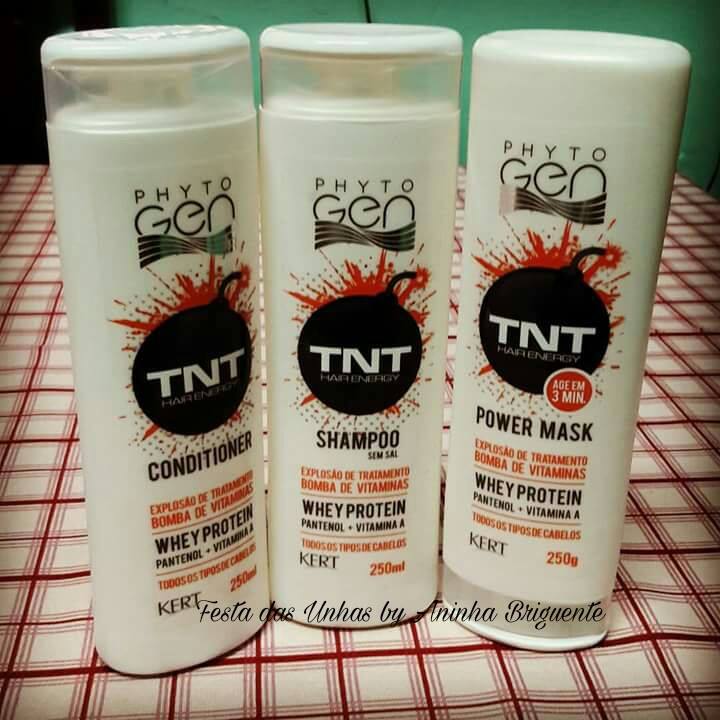 PHYTO
Gen
TNT
HAIR ENERGY
CONDITIONER
EXPLOSÃO DE TRATAMENTO
BOMBA DE VITAMINAS
WHEY PROTEIN
PANTENOL + VITAMINA A
TODOS OS TIPOS DE CABELOS
250ml
KERT
PHYTO
Gen
TNT
HAIR ENERGY
SHAMPOO
SEM SAL
EXPLOSÃO DE TRATAMENTO
BOMBA DE VITAMINAS
WHEY PROTEIN
PANTENOL + VITAMINA A
TODOS OS TIPOS DE CABELOS
KERT 250ml
PHYTO
Gen
TNT
HAIR ENERGY
AGE EM
3 MIN.
POWER MASK
EXPLOSÃO DE TRATAMENTO
BOMBA DE VITAMINAS
WHEY PROTEIN
PANTENOL + VITAMINA A
TODOS OS TIPOS DE CABELOS
KERT 250g
Festa das Unhas by Aninha Briguente